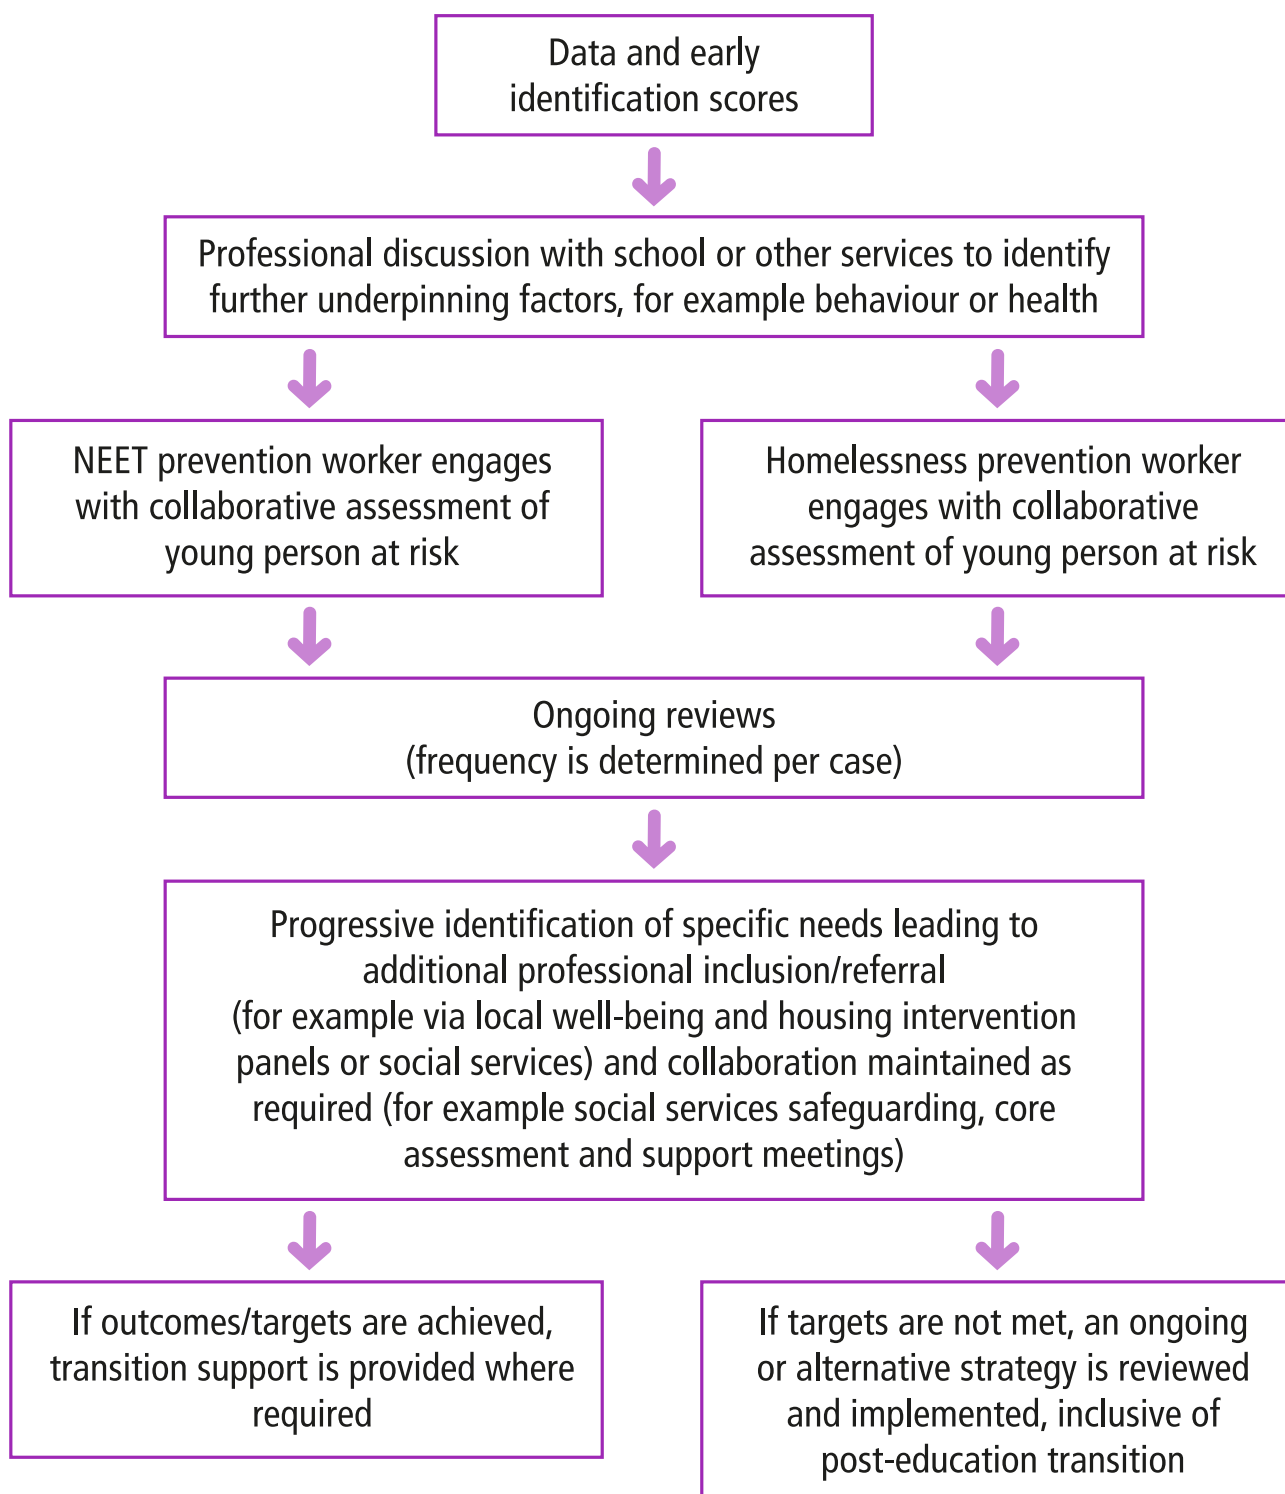 Data and early
identification scores
Professional discussion with school or other services to identify
further underpinning factors, for example behaviour or health
NEET prevention worker engages
with collaborative assessment of
young person at risk
Homelessness prevention worker
engages with collaborative
assessment of young person at risk
Ongoing reviews
(frequency is determined per case)
Progressive identification of specific needs leading to
additional professional inclusion/referral
(for example via local well-being and housing intervention
panels or social services) and collaboration maintained as
required (for example social services safeguarding, core
assessment and support meetings)
If outcomes/targets are achieved,
transition support is provided where
required
If targets are not met, an ongoing
or alternative strategy is reviewed
and implemented, inclusive of
post-education transition